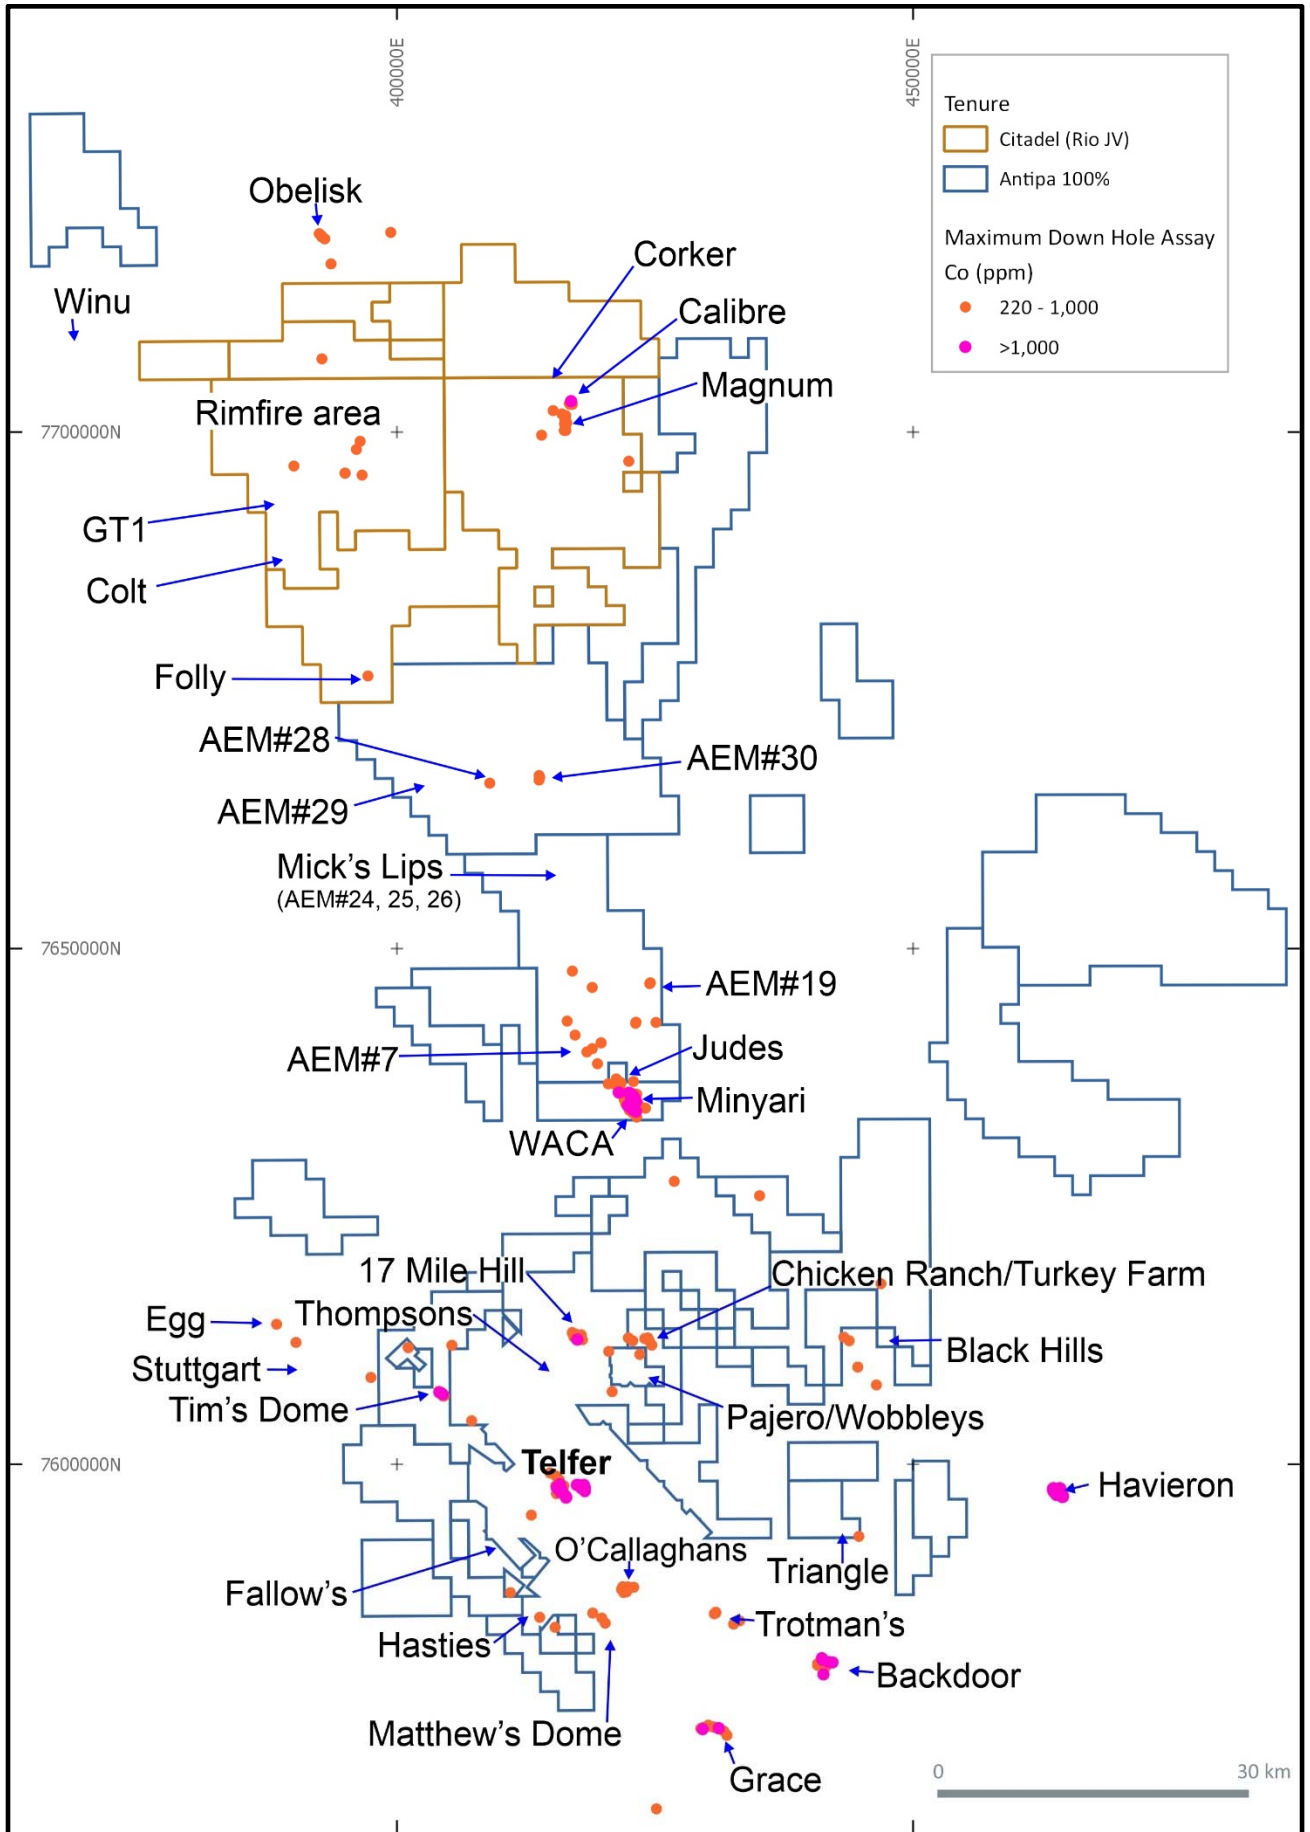 400000E
450000E
Tenure
Citadel (Rio JV)
Antipa 100%
Maximum Down Hole Assay
Co (ppm)
220 - 1,000
>1,000
Obelisk
Corker
Winu
Calibre
Magnum
Rimfire area
7700000N
GT1
Colt
Folly
AEM#28
AEM#30
AEM#29
Mick's Lips
(AEM#24, 25, 26)
7650000N
AEM#19
Judes
AEM#7
Minyari
WACA
17 Mile Hill
Chicken Ranch/Turkey Farm
Thompsons
Egg
Black Hills
Stuttgart
Tim's Dome
Pajero/Wobbleys
7600000N
Telfer
Havieron
O'Callaghans
Triangle
Fallow's
Trotman's
Hasties
Backdoor
Matthew's Dome
Grace
0
30 km